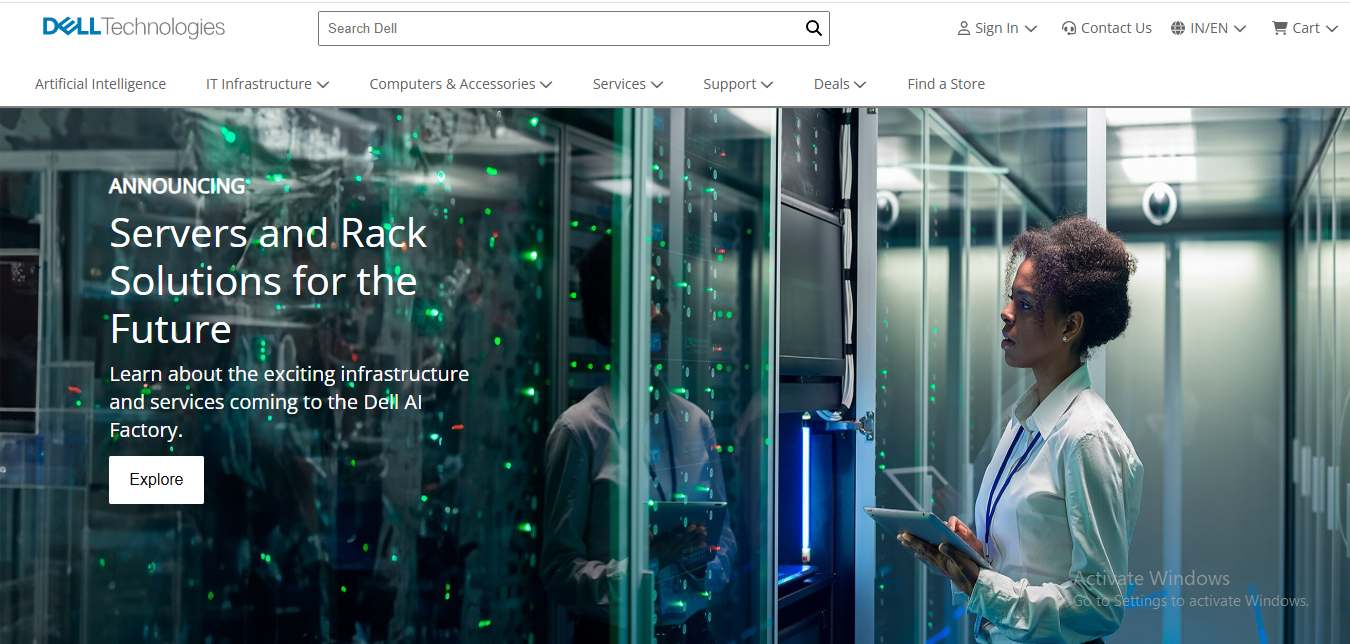 DELLTechnologies
Search Dell
Sign In
Contact Us
IN/EN
Cart
Artificial Intelligence
IT Infrastructure
Computers & Accessories
Services
Support
Deals
Find a Store
ANNOUNCING
Servers and Rack
Solutions for the
Future
Learn about the exciting infrastructure
and services coming to the Dell AI
Factory.
Explore
Activate Windows
Go to Settings to activate Windows.